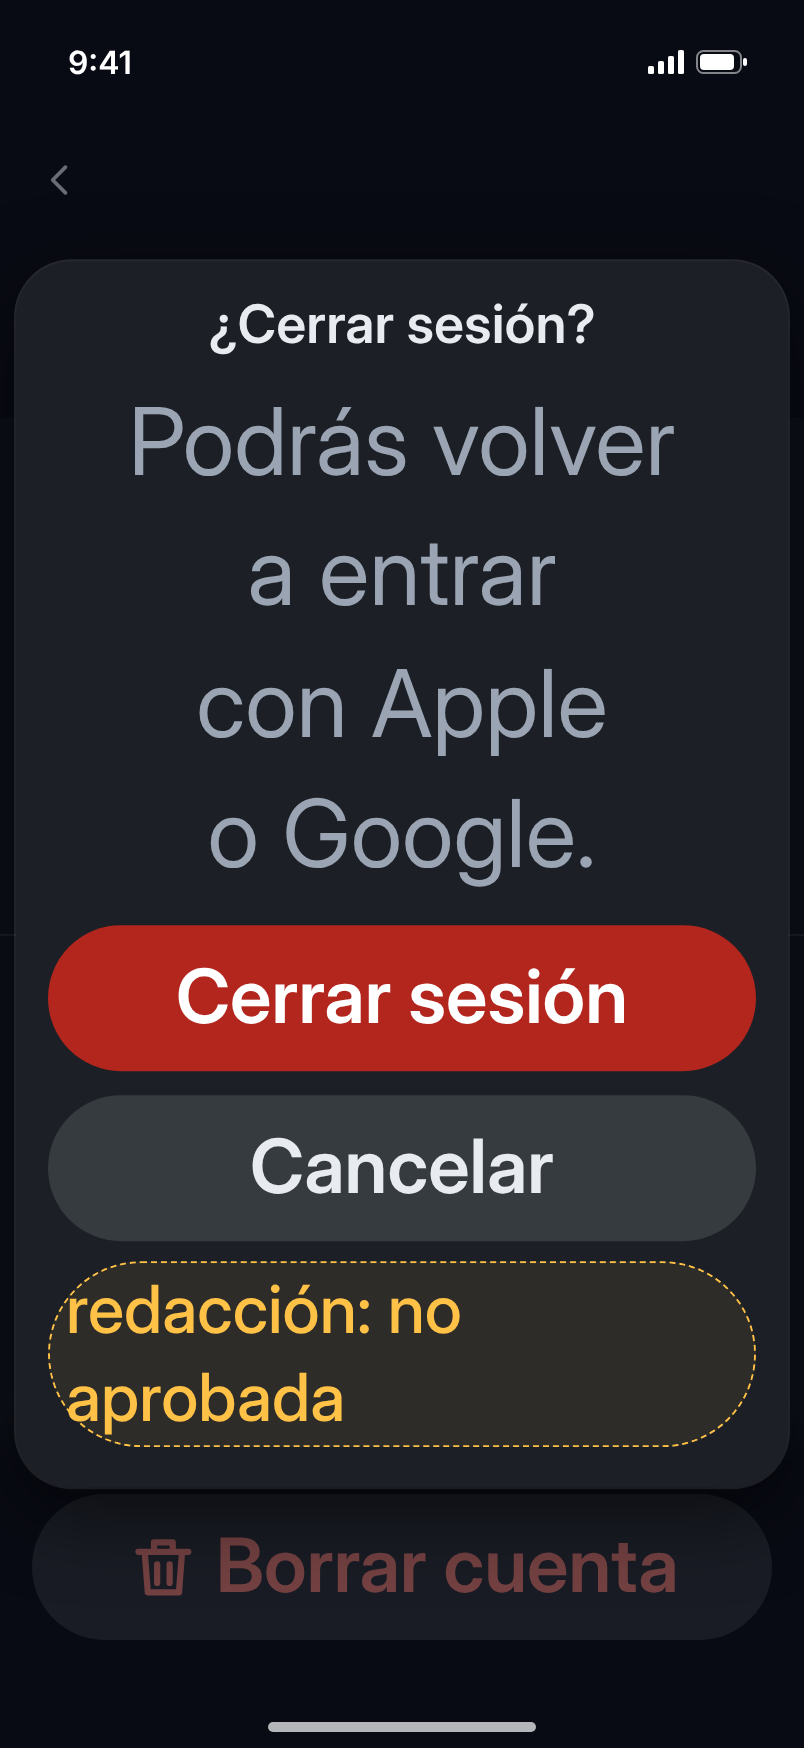 9:41
¿Cerrar sesión?
Podrás volver
a entrar
con Apple
o Google.
Cerrar sesión
Cancelar
redacción: no
aprobada
Borrar cuenta